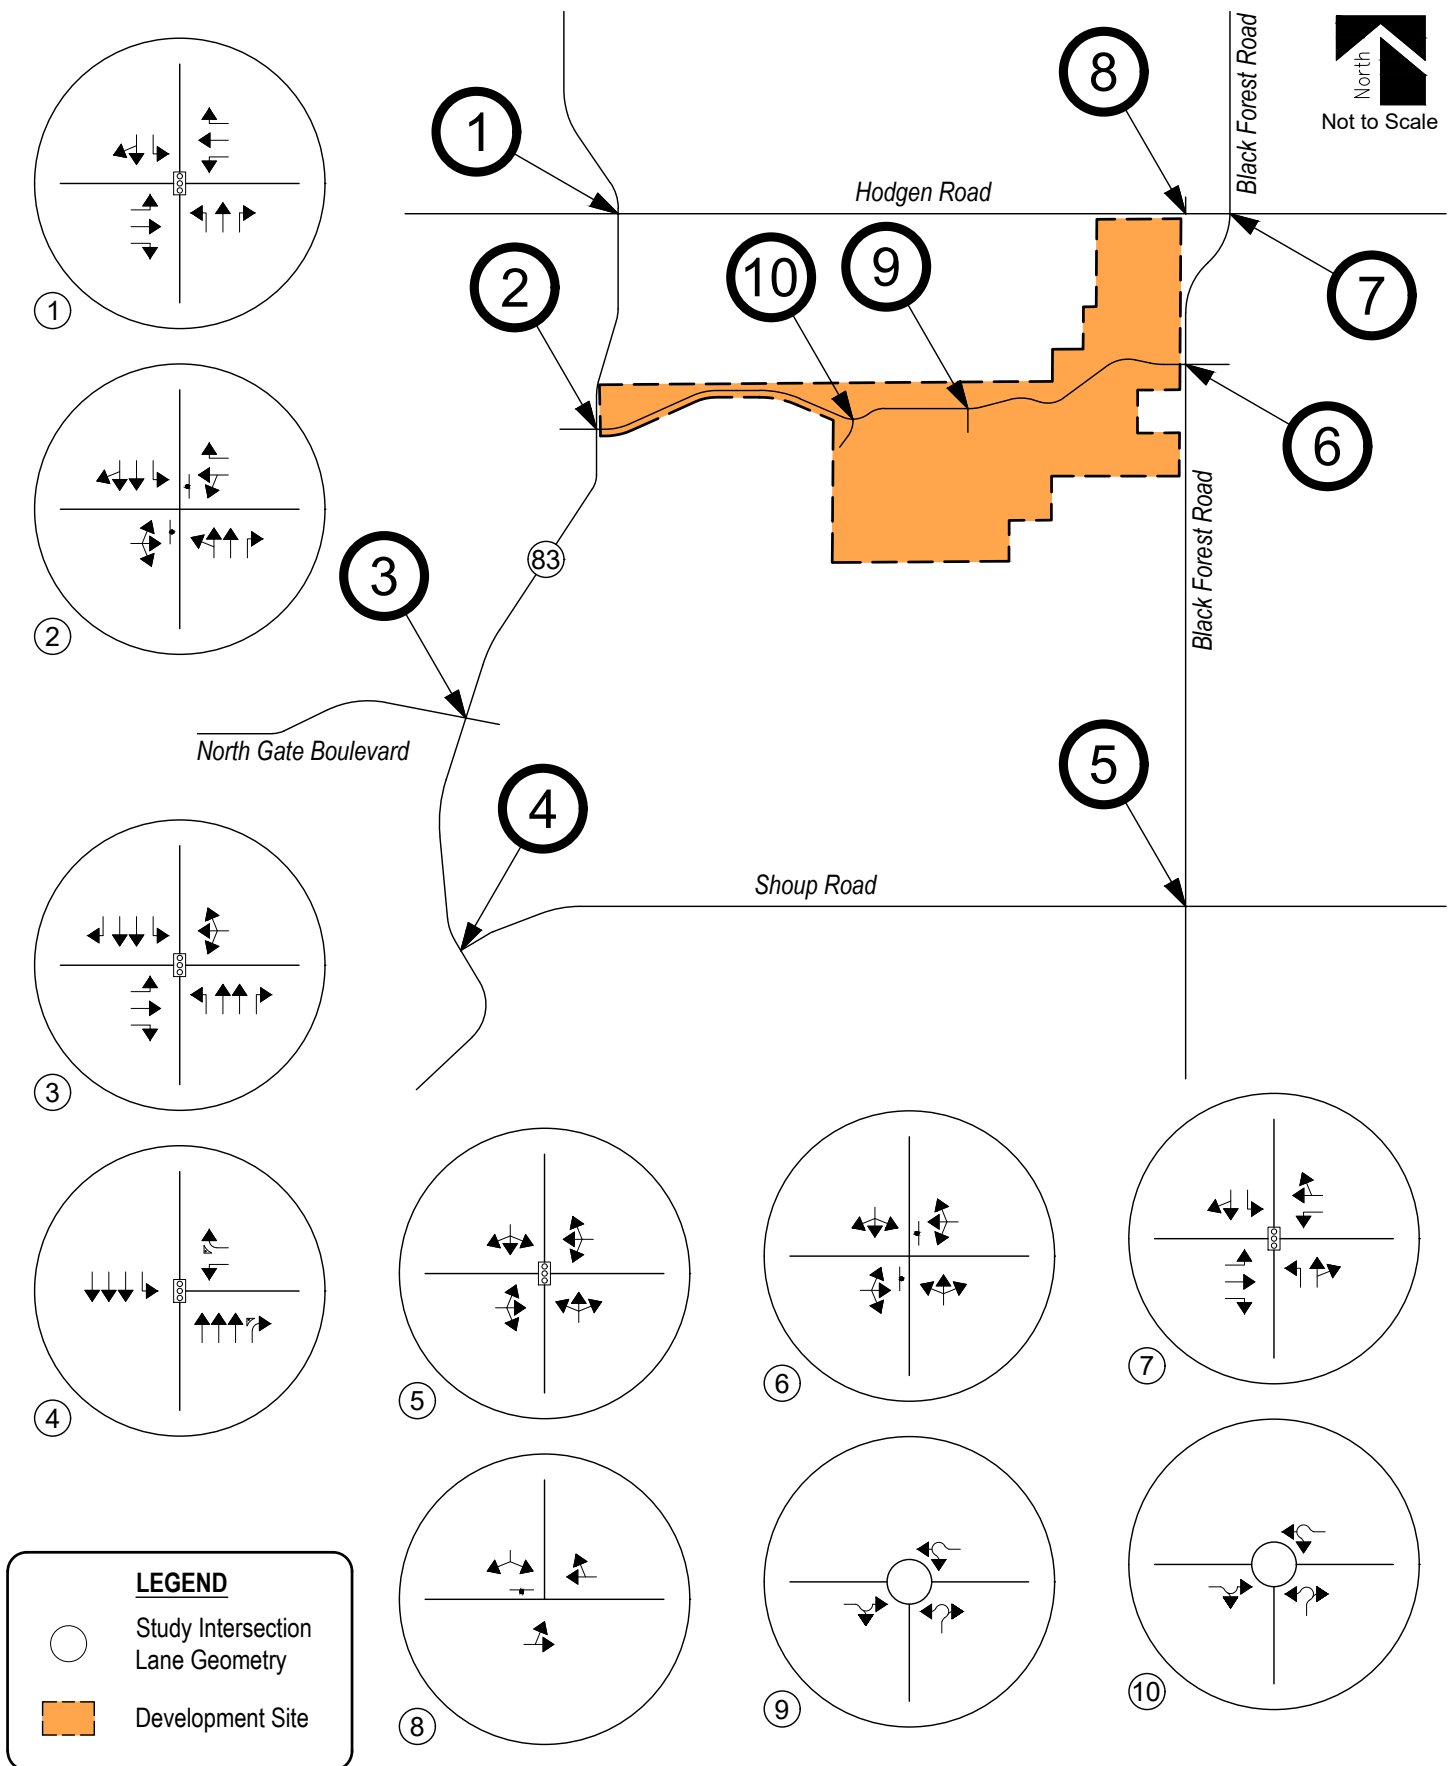 North
Not to Scale
Black Forest Road
8
1
Hodgen Road
2
10
9
7
6
83
3
Black Forest Road
North Gate Boulevard
4
5
Shoup Road
1
2
3
4
5
6
7
8
9
10
LEGEND
Study Intersection
Lane Geometry
Development Site